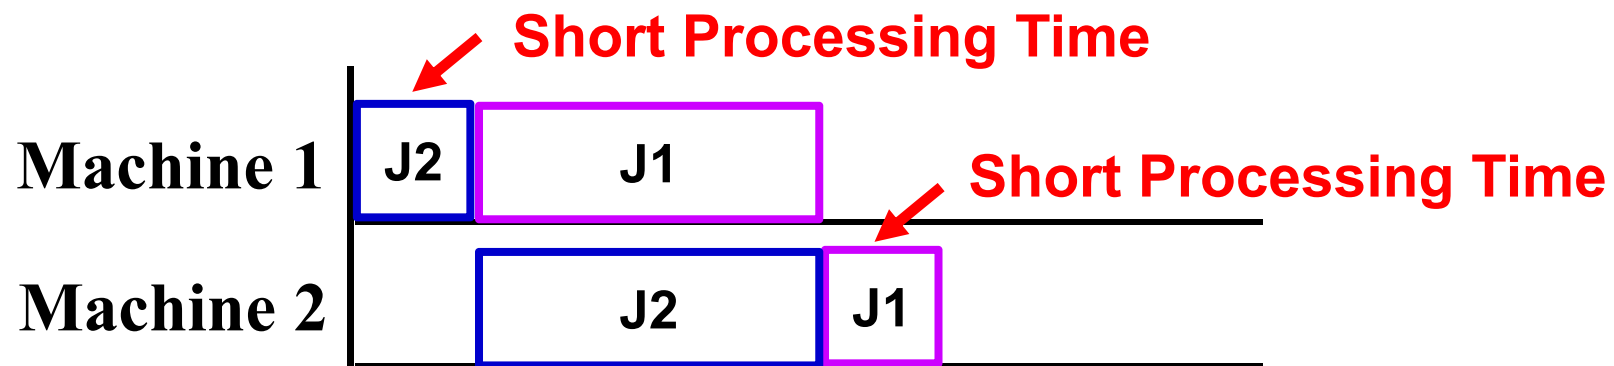 Short Processing Time
Machine 1 J2 J1
Short Processing Time
Machine 2 J2 J1